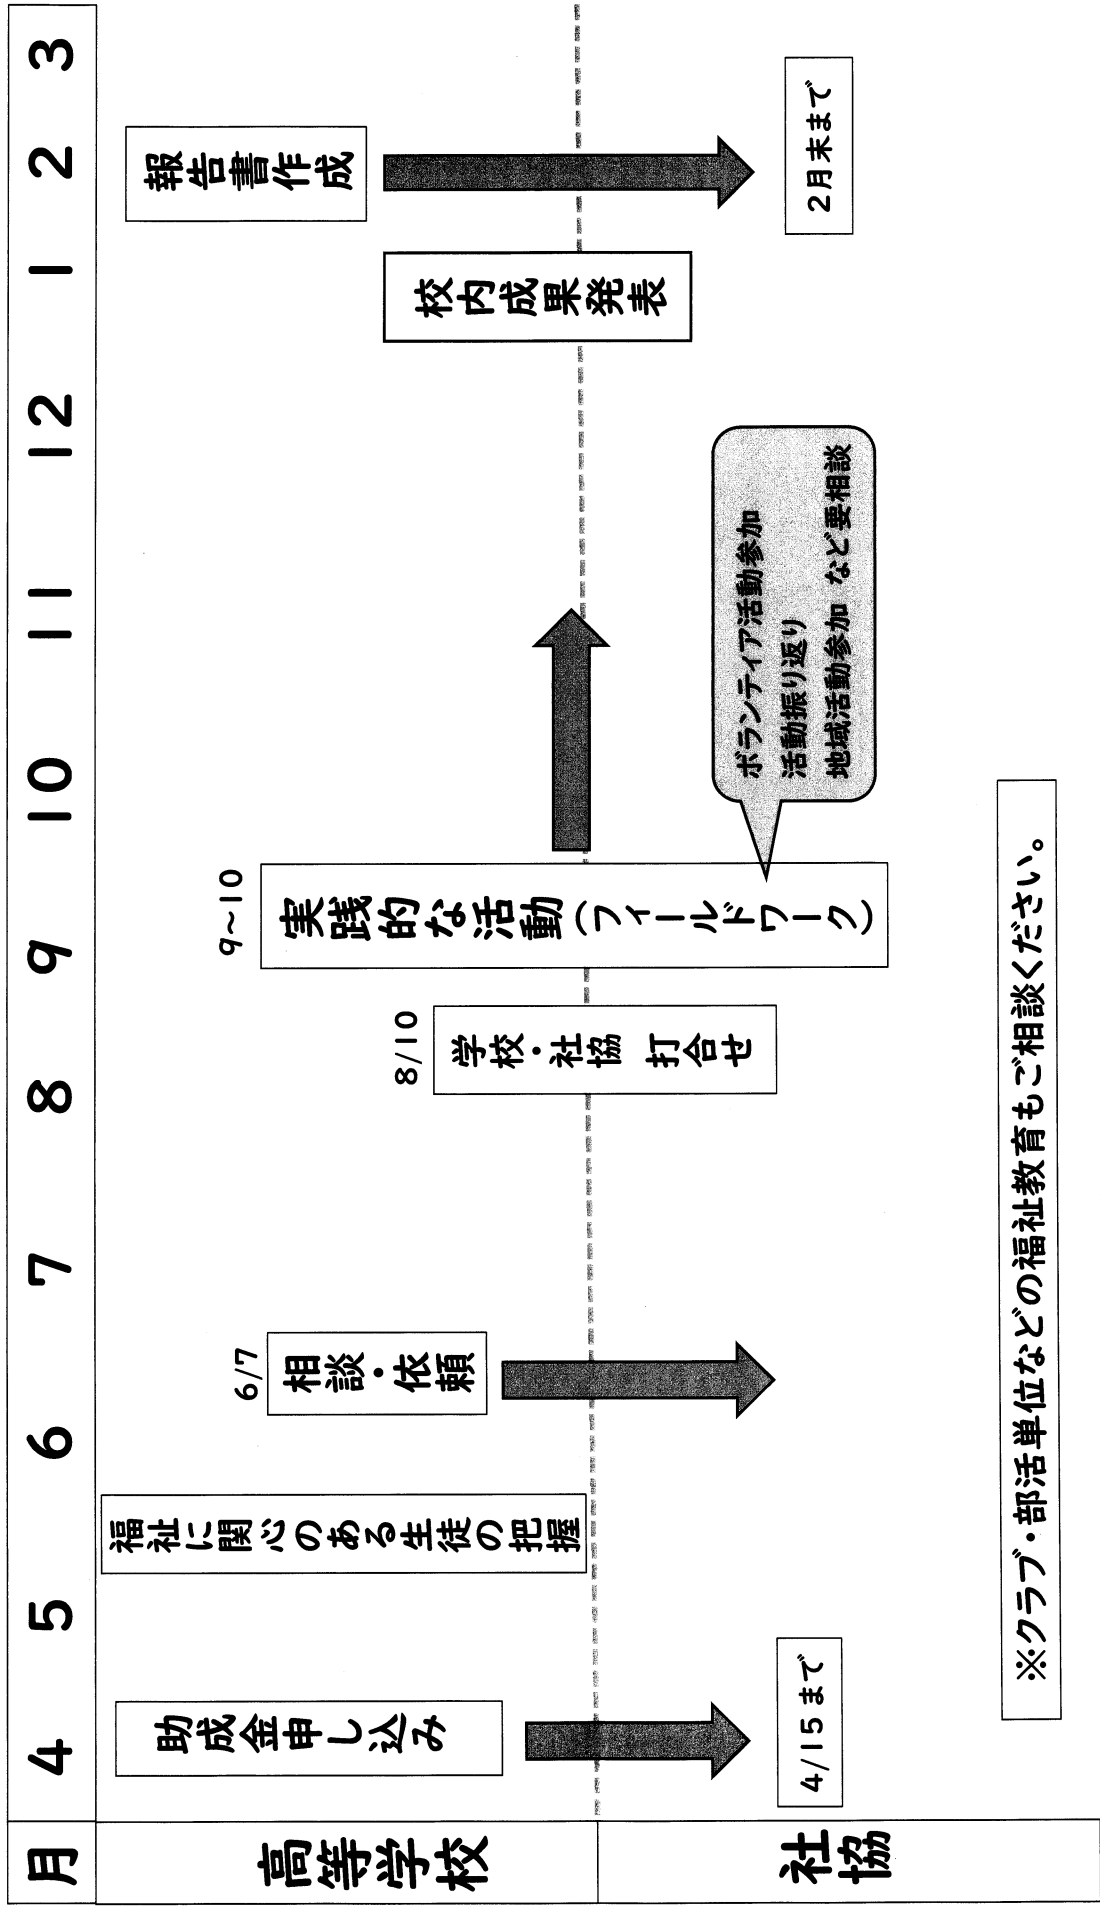 月 4 5 6 7 8 9 10 11 12 1 2 3
高等学校
助成金申し込み
福祉に関心のある生徒の把握
6/7
相談・依頼
8/10
学校・社協 打合せ
9~10
実践的な活動(フィールドワーク)
校内成果発表
報告書作成
社協
4/15まで
ボランティア活動参加
活動振り返り
地域活動参加 など要相談
2月末まで
※クラブ・部活単位などの福祉教育もご相談ください。